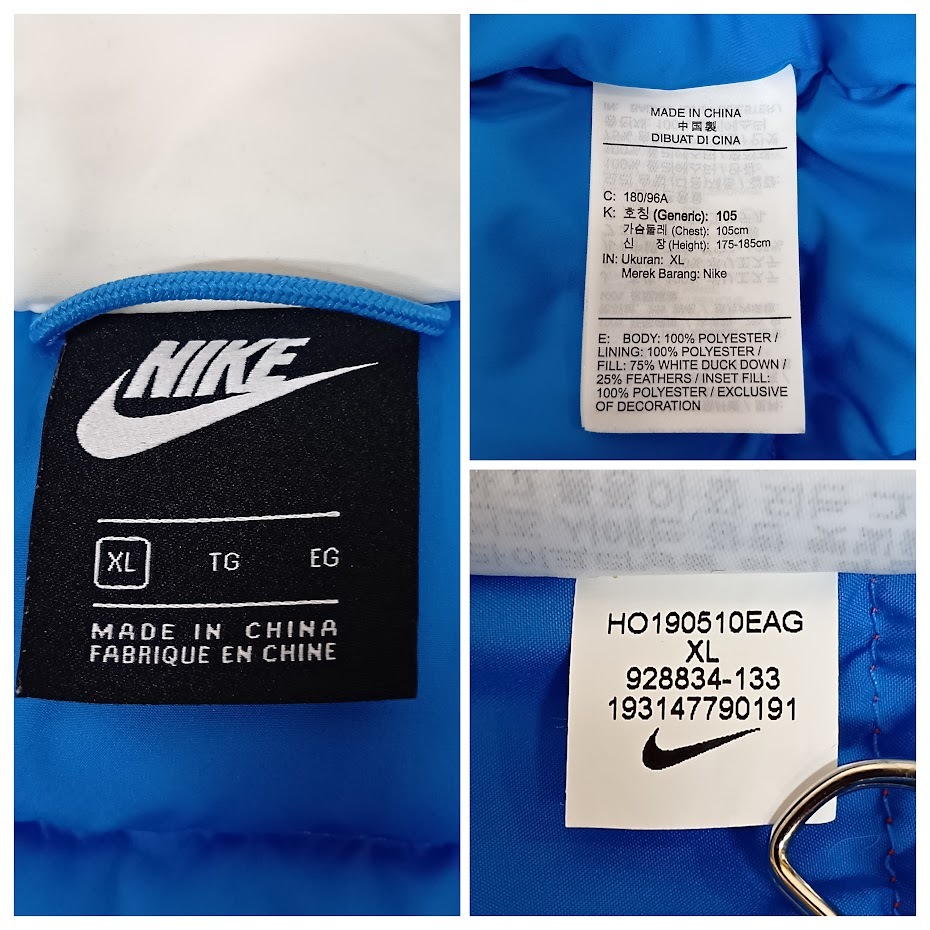 NIKE
XL TG EG
MADE IN CHINA
FABRIQUE EN CHINE
MADE IN CHINA
中国製
DIBUAT DI CINA
C: 180/96A
K: 호칭 (Generic): 105
가슴둘레 (Chest): 105cm
신 장 (Height): 175-185cm
IN: Ukuran: XL
Merek Barang: Nike
E: BODY: 100% POLYESTER /
LINING: 100% POLYESTER /
FILL: 75% WHITE DUCK DOWN /
25% FEATHERS / INSET FILL:
100% POLYESTER / EXCLUSIVE
OF DECORATION
HO190510EAG
XL
928834-133
193147790191